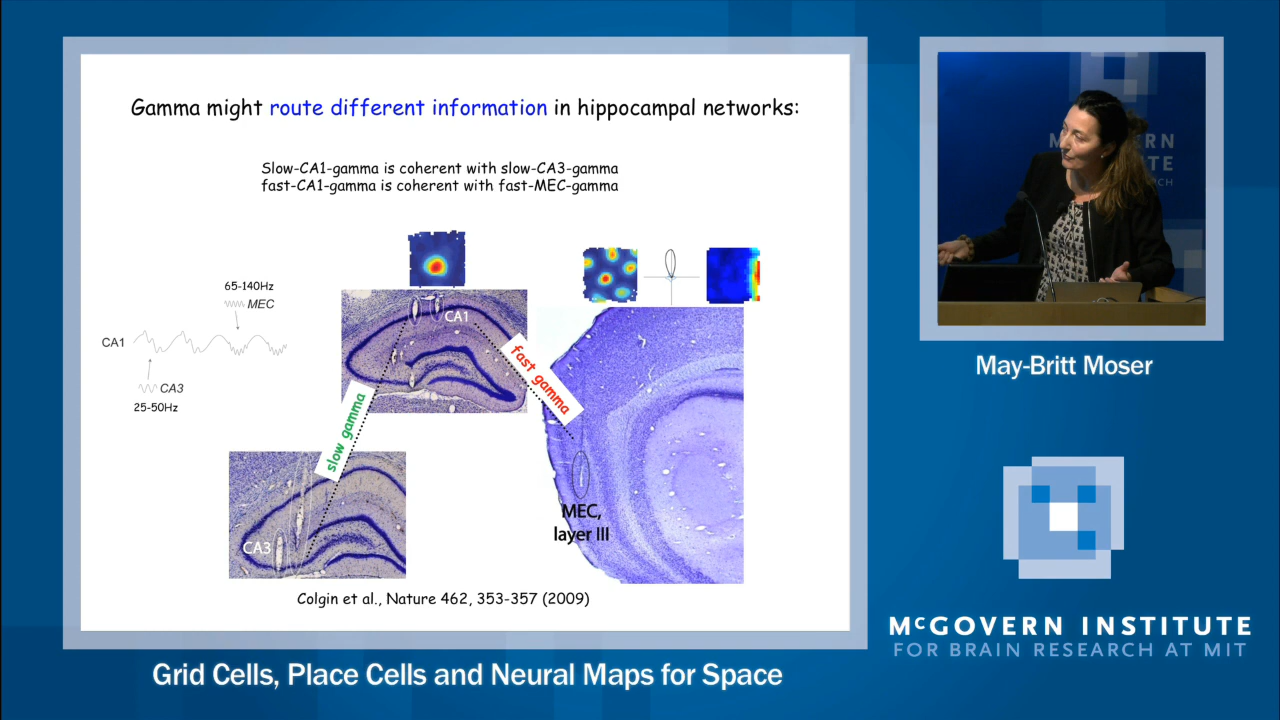 Gamma might route different information in hippocampal networks:
Slow-CA1-gamma is coherent with slow-CA3-gamma
fast-CA1-gamma is coherent with fast-MEC-gamma
65-140Hz
MEC
CA1
CA3
25-50Hz
CA1
fast gamma
slow gamma
CA3
MEC,
layer III
Colgin et al., Nature 462, 353-357 (2009)
Grid Cells, Place Cells and Neural Maps for Space
May-Britt Moser
McGOVERN INSTITUTE
FOR BRAIN RESEARCH AT MIT